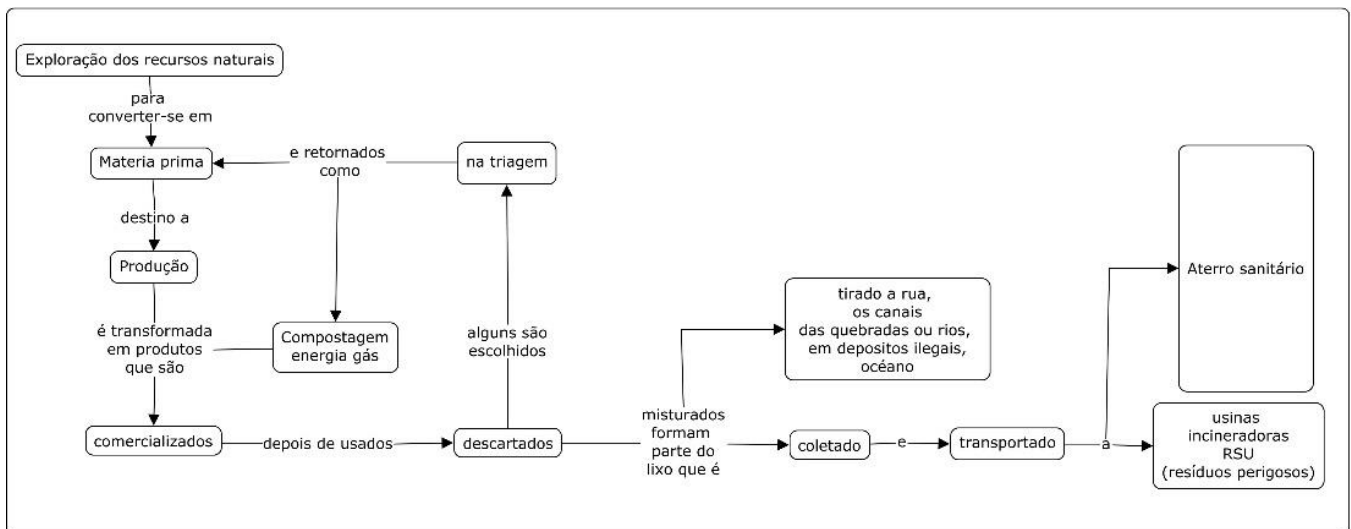 Exploração dos recursos naturais
para
converter-se em
Materia prima
e retornados
como
na triagem
destino a
Produção
é transformada
em produtos
que são
Compostagem
energia gás
alguns são
escolhidos
comercializados
depois de usados
descartados
misturados
formam
parte do
lixo que é
tirado a rua,
os canais
das quebradas ou rios,
em depositos ilegais,
océano
coletado
e
transportado
a
Aterro sanitário
usinas
incineradoras
RSU
(resíduos perigosos)